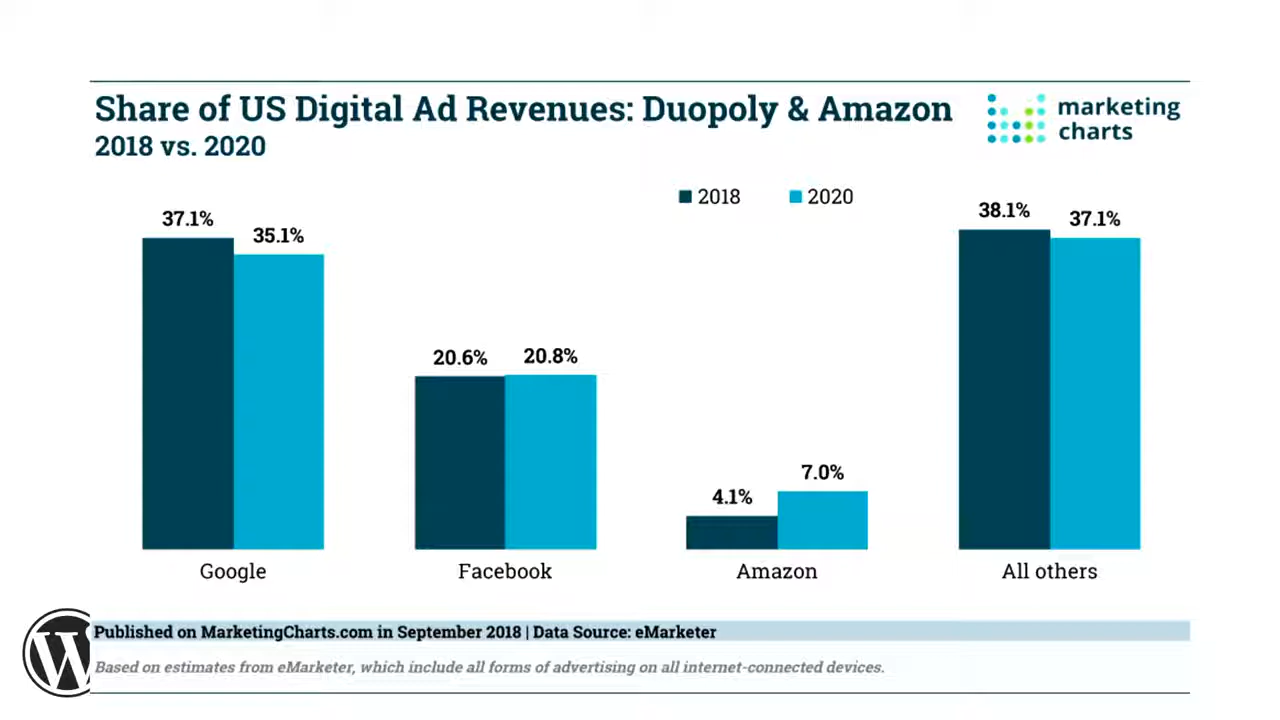 Share of US Digital Ad Revenues: Duopoly & Amazon
2018 vs. 2020
marketing
charts
2018 2020
37.1% 35.1%
20.6% 20.8%
4.1% 7.0%
38.1% 37.1%
Google Facebook Amazon All others
W
Published on MarketingCharts.com in September 2018 | Data Source: eMarketer
Based on estimates from eMarketer, which include all forms of advertising on all internet-connected devices.